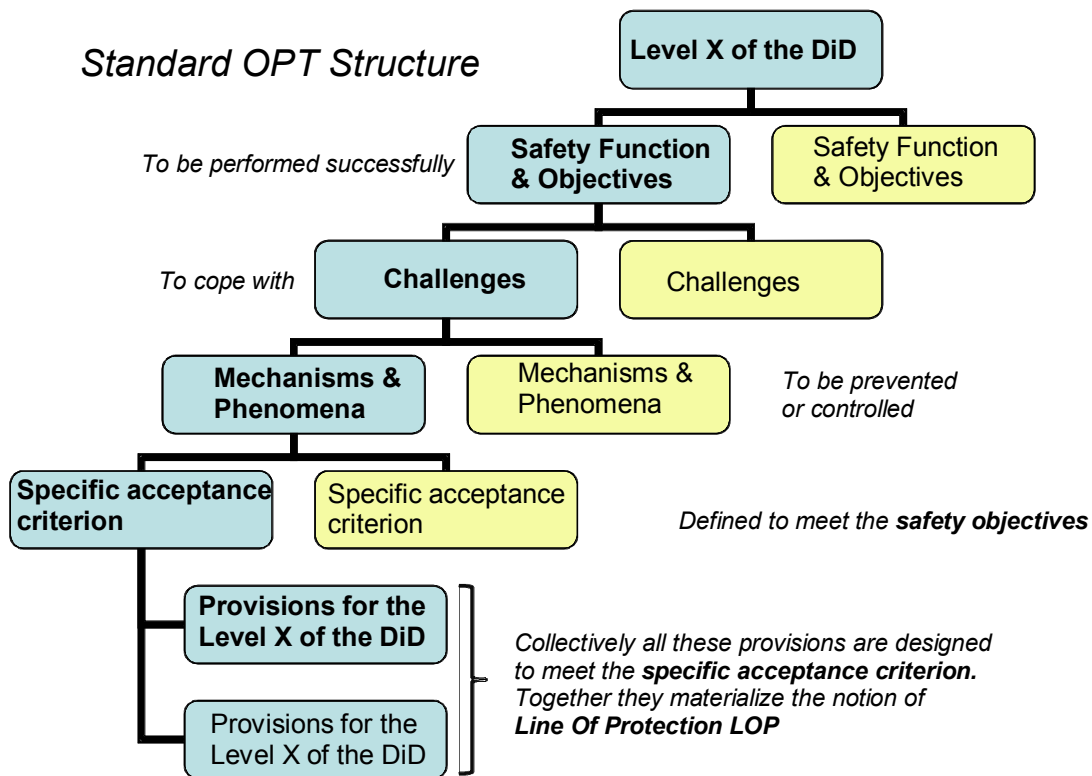 Standard OPT Structure
Level X of the DiD
To be performed successfully
Safety Function
& Objectives
Safety Function
& Objectives
To cope with
Challenges
Challenges
Mechanisms &
Phenomena
Mechanisms &
Phenomena
To be prevented
or controlled
Specific acceptance
criterion
Specific acceptance
criterion
Defined to meet the safety objectives
Provisions for the
Level X of the DiD
Provisions for the
Level X of the DiD
Collectively all these provisions are designed
to meet the specific acceptance criterion.
Together they materialize the notion of
Line Of Protection LOP